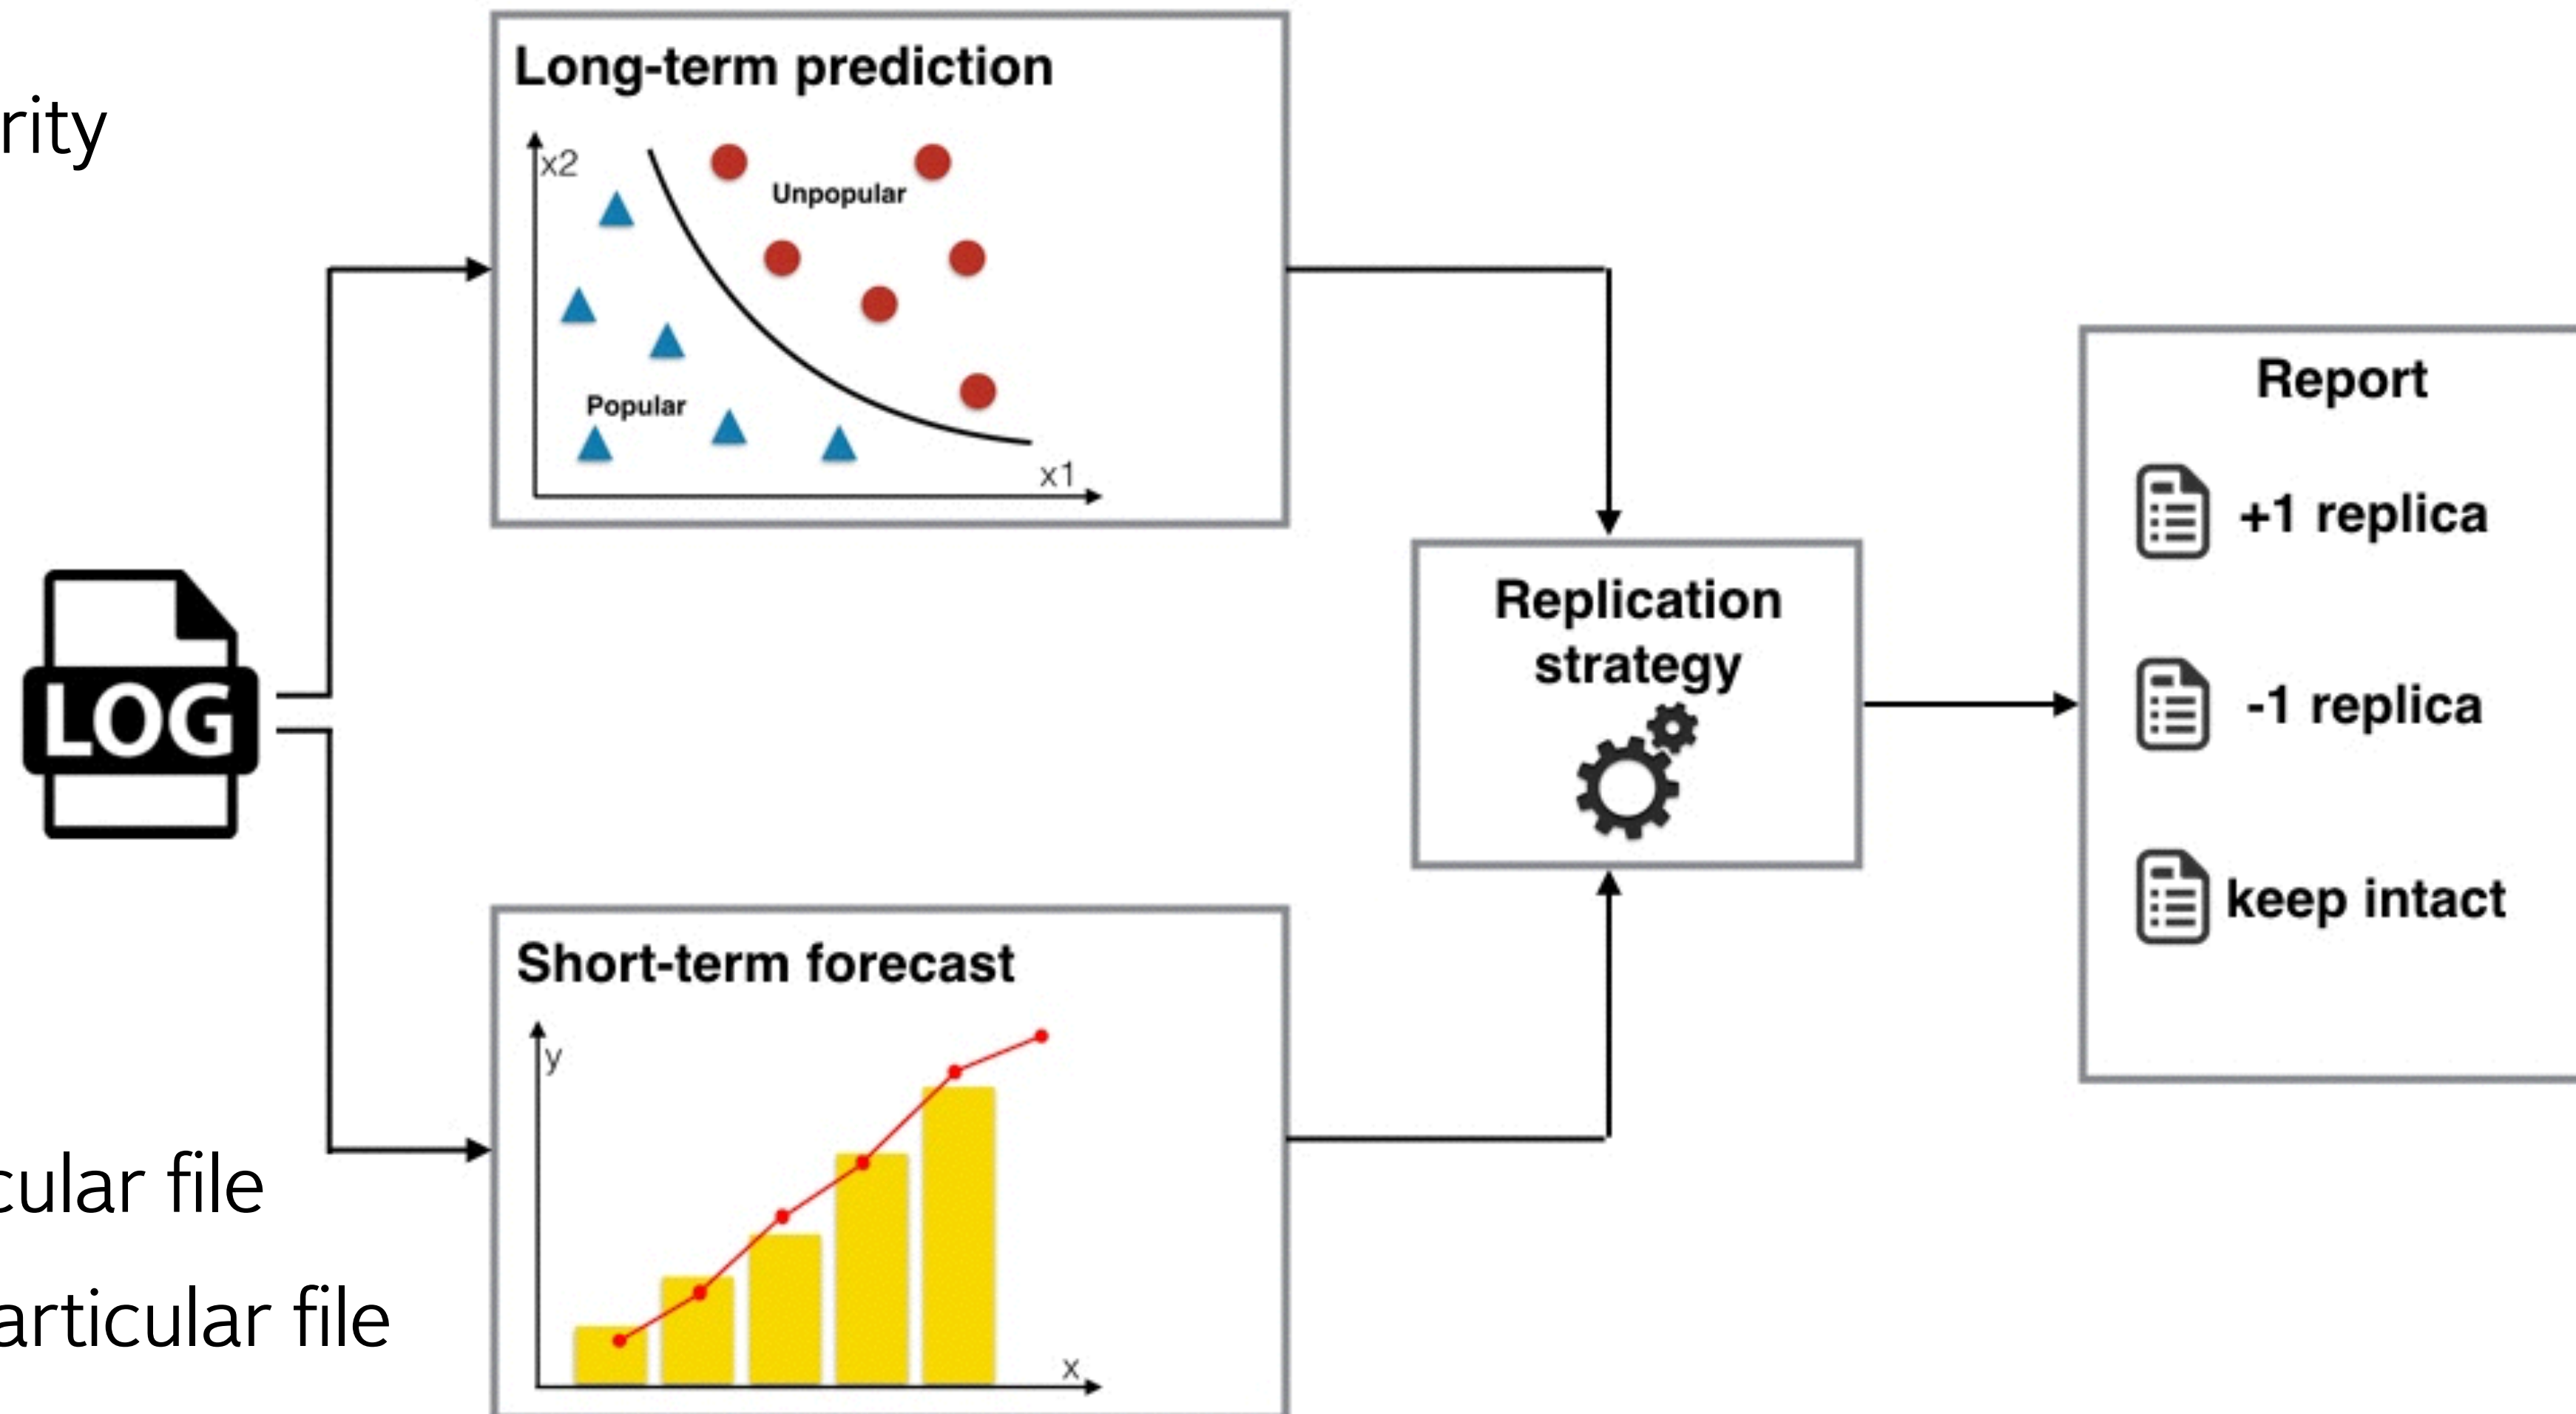 rity
Long-term prediction
x2
Unpopular
Popular
x1
LOG
Replication
strategy
Report
+1 replica
-1 replica
keep intact
Short-term forecast
y
x
cular file
articular file